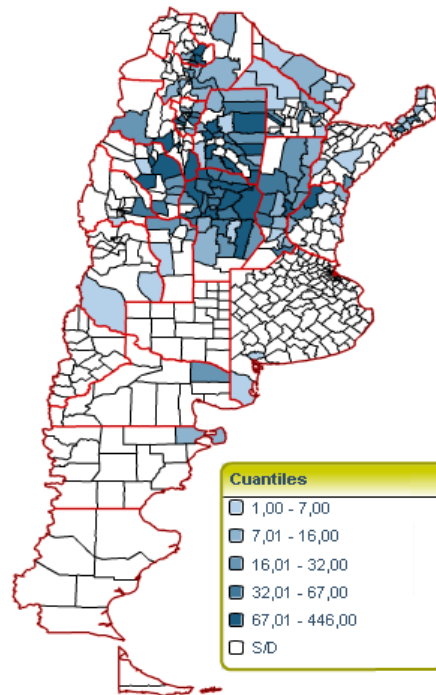 Cuantiles
1,00 - 7,00
7,01 - 16,00
16,01 - 32,00
32,01 - 67,00
67,01 - 446,00
S/D